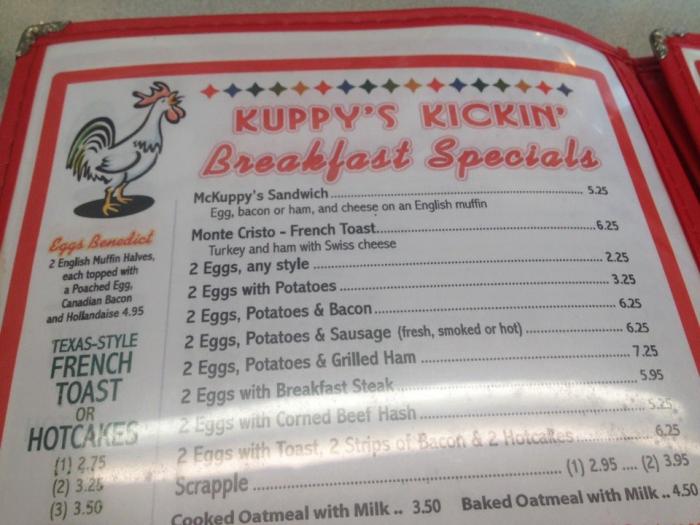 KUPPY'S KICKIN'
Breakfast Specials
McKuppy's Sandwich 5.25
Egg, bacon or ham, and cheese on an English muffin
Monte Cristo - French Toast 6.25
Turkey and ham with Swiss cheese
2 Eggs, any style 2.25
2 Eggs with Potatoes 3.25
2 Eggs, Potatoes & Bacon 6.25
2 Eggs, Potatoes & Sausage (fresh, smoked or hot) 6.25
2 Eggs, Potatoes & Grilled Ham 7.25
2 Eggs with Breakfast Steak 5.95
2 Eggs with Corned Beef Hash 5.25
2 Eggs with Toast, 2 Strips of Bacon & 2 Hotcakes 6.25
Scrapple (1) 2.95 .... (2) 3.95
Cooked Oatmeal with Milk .. 3.50 Baked Oatmeal with Milk .. 4.50
Eggs Benedict
2 English Muffin Halves,
each topped with
a Poached Egg,
Canadian Bacon
and Hollandaise 4.95
TEXAS-STYLE
FRENCH
TOAST
OR
HOTCAKES
(1) 2.75
(2) 3.25
(3) 3.50